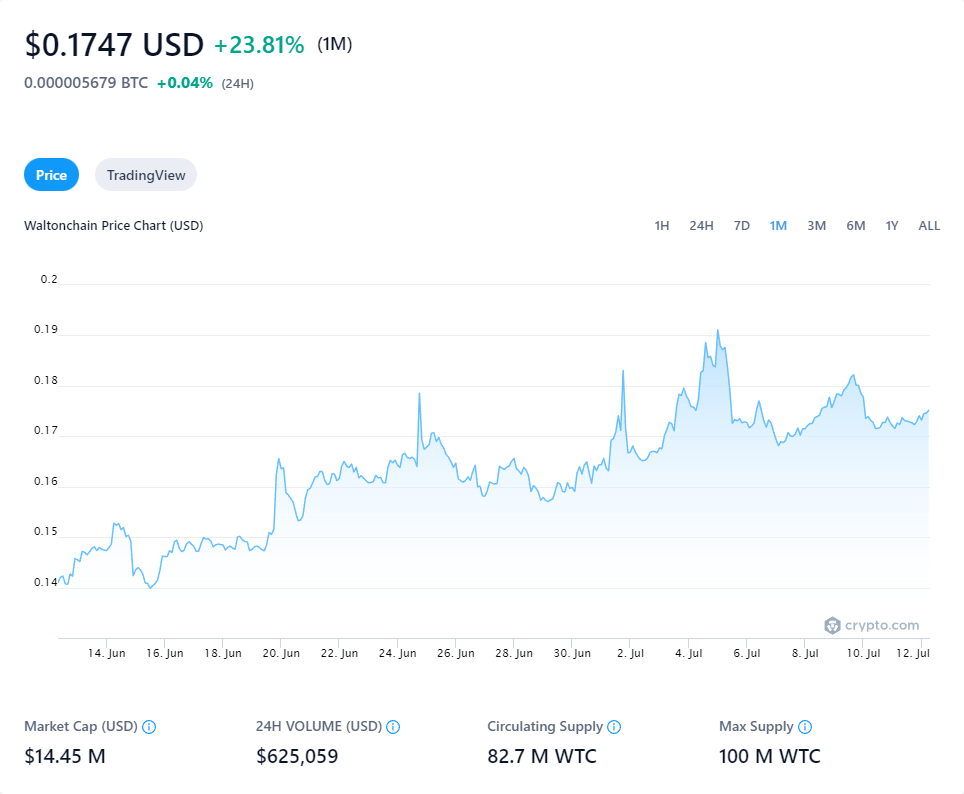 $0.1747 USD +23.81% (1M)
0.000005679 BTC +0.04% (24H)
Price TradingView
Waltonchain Price Chart (USD) 1H 24H 7D 1M 3M 6M 1Y ALL
0.2
0.19
0.18
0.17
0.16
0.15
0.14
crypto.com
14. Jun 16. Jun 18. Jun 20. Jun 22. Jun 24. Jun 26. Jun 28. Jun 30. Jun 2. Jul 4. Jul 6. Jul 8. Jul 10. Jul 12. Jul
Market Cap (USD) 24H VOLUME (USD) Circulating Supply Max Supply
$14.45 M $625,059 82.7 M WTC 100 M WTC